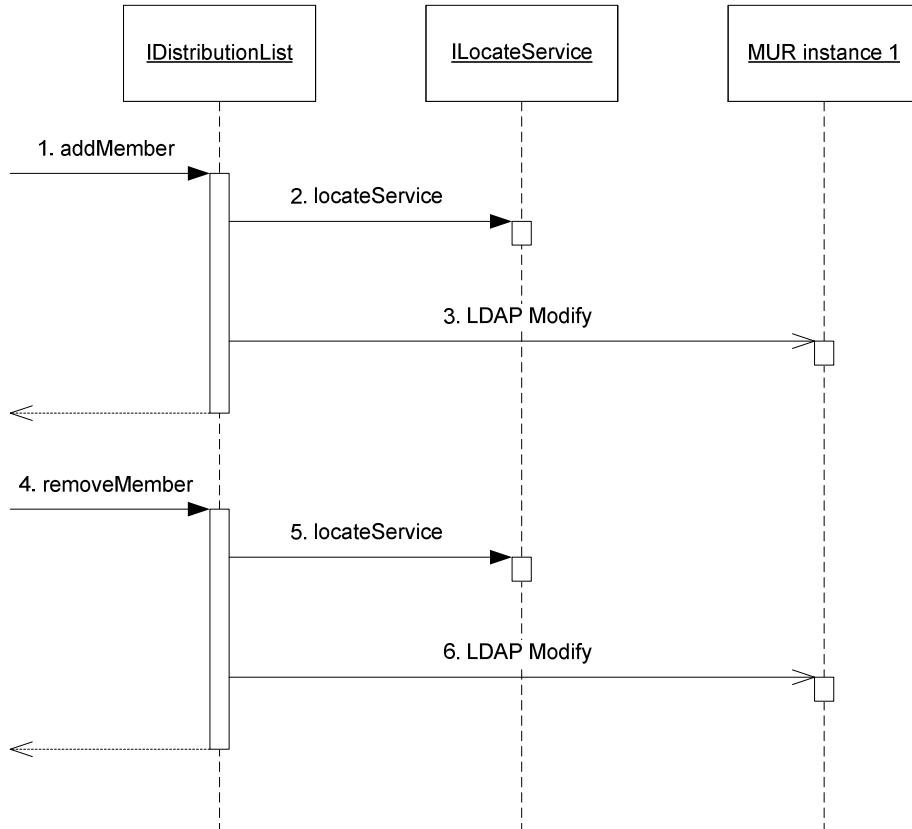 IDistributionList
ILocateService
MUR instance 1
1. addMember
2. locateService
3. LDAP Modify
4. removeMember
5. locateService
6. LDAP Modify